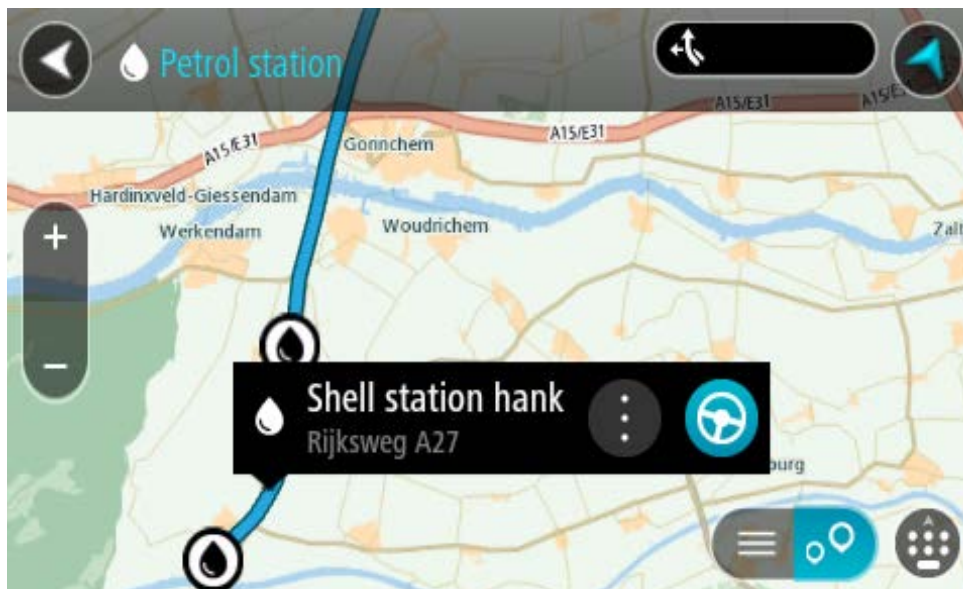 Petrol station
A15/E31
A15/E31
A15/E31
Gorinchem
Hardinxveld-Giessendam
Werkendam
Woudrichem
Zalt
Shell station hank
Rijksweg A27
burg